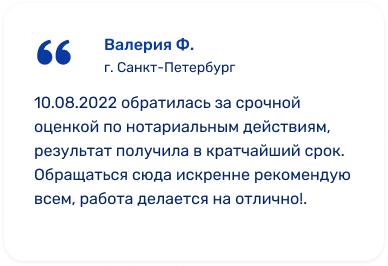 Валерия Ф.
г. Санкт-Петербург
10.08.2022 обратилась за срочной
оценкой по нотариальным действиям,
результат получила в кратчайший срок.
Обращаться сюда искренне рекомендую
всем, работа делается на отлично!.